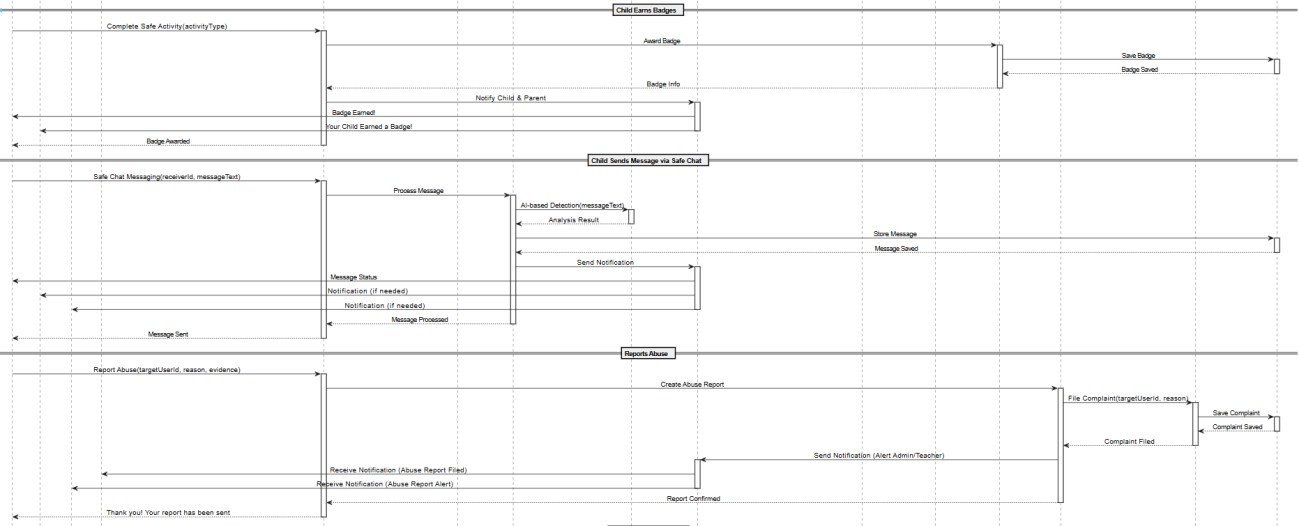 Child Earns Badges
Complete Safe Activity(activityType)
Award Badge
Save Badge
Badge Saved
Badge Info
Notify Child & Parent
Badge Earned!
Your Child Earned a Badge!
Badge Awarded
Child Sends Message via Safe Chat
Safe Chat Messaging(receiverId, messageText)
Process Message
AI-based Detection(messageText)
Analysis Result
Store Message
Message Saved
Send Notification
Message Status
Notification (if needed)
Notification (if needed)
Message Processed
Message Sent
Reports Abuse
Report Abuse(targetUserId, reason, evidence)
Create Abuse Report
File Complaint(targetUserId, reason)
Save Complaint
Complaint Saved
Complaint Filed
Send Notification (Alert Admin/Teacher)
Receive Notification (Abuse Report Filed)
Receive Notification (Abuse Report Alert)
Report Confirmed
Thank you! Your report has been sent